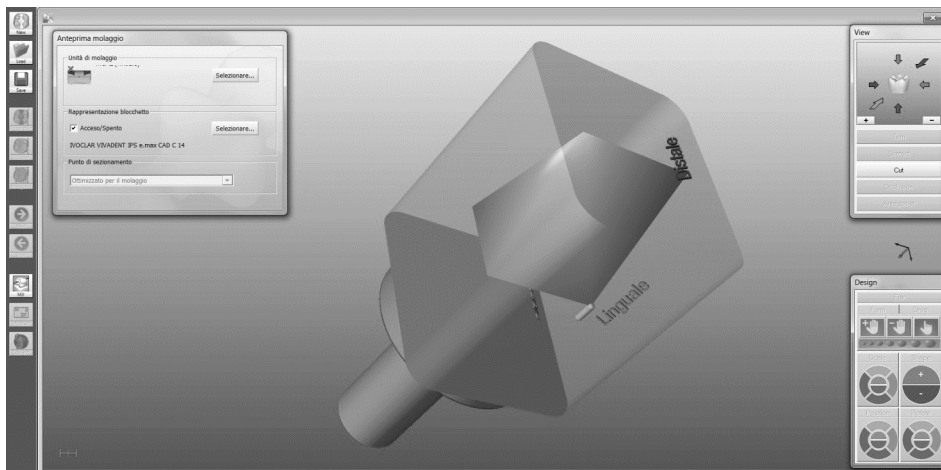 New
Load
Save
Mill
Anteprima molaggio
Unità di molaggio
Selezionare...
Rappresentazione blocchetto
Acceso/Spento
Selezionare...
IVOCLAR VIVADENT IPS e.max CAD C 14
Punto di sezionamento
Ottimizzato per il molaggio
Distale
Linguale
View
+
-
Cut
Design
+
-